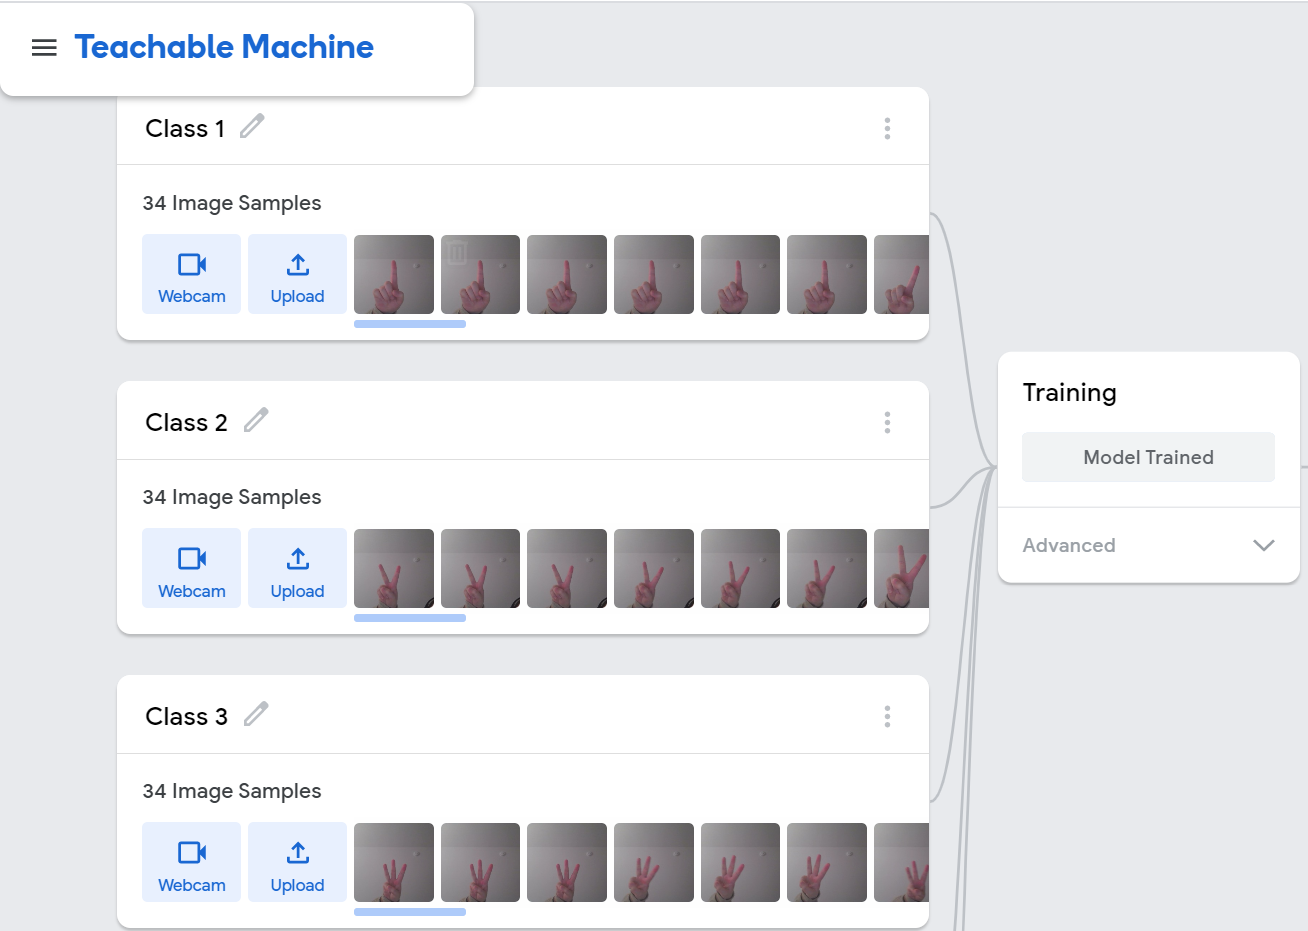 Teachable Machine
Class 1
34 Image Samples
Webcam
Upload
Class 2
34 Image Samples
Webcam
Upload
Class 3
34 Image Samples
Webcam
Upload
Training
Model Trained
Advanced